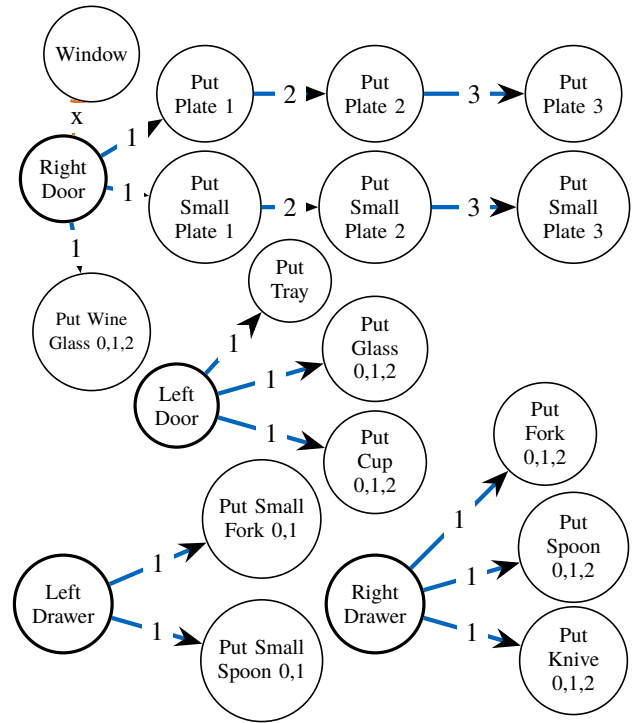 Window
x
Right
Door
1
Put
Plate 1
2
Put
Plate 2
3
Put
Plate 3
1
Put
Small
Plate 1
2
Put
Small
Plate 2
3
Put
Small
Plate 3
1
Put Wine
Glass 0,1,2
Left
Door
1
Put
Tray
1
Put
Glass
0,1,2
1
Put
Cup
0,1,2
Left
Drawer
1
Put Small
Fork 0,1
1
Put Small
Spoon 0,1
Right
Drawer
1
Put
Fork
0,1,2
1
Put
Spoon
0,1,2
1
Put
Knive
0,1,2